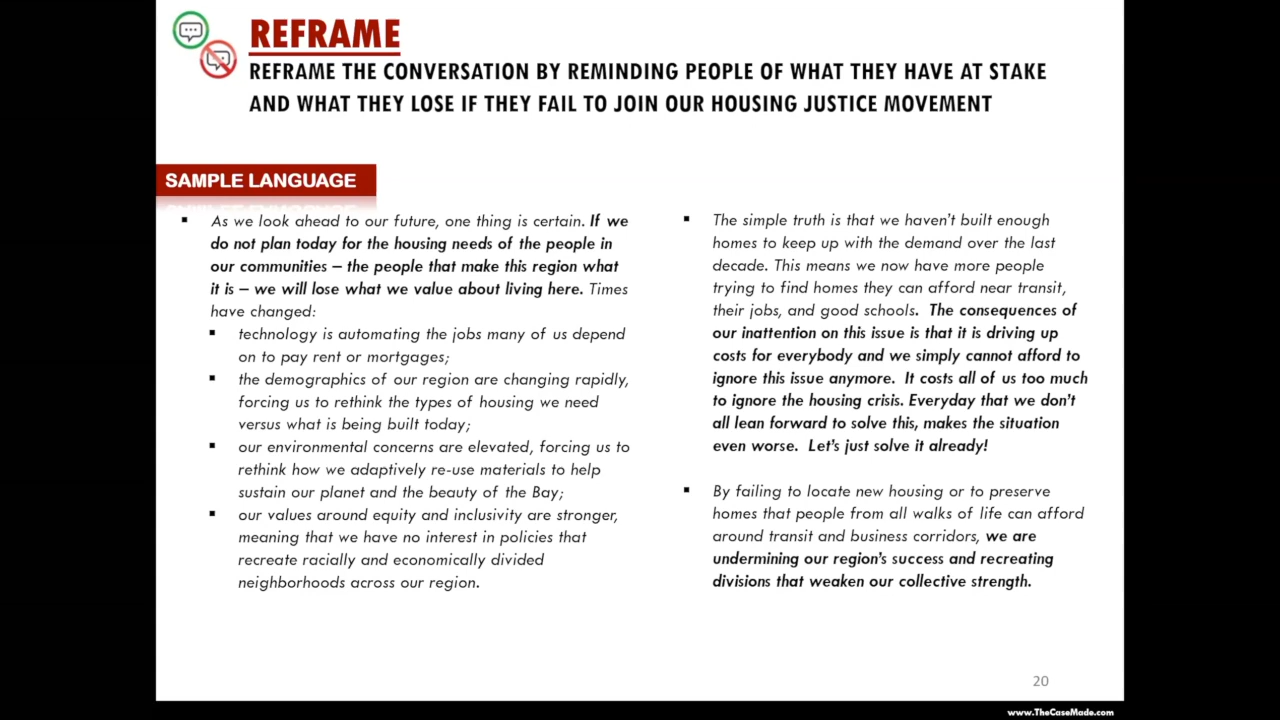 REFRAME
REFRAME THE CONVERSATION BY REMINDING PEOPLE OF WHAT THEY HAVE AT STAKE
AND WHAT THEY LOSE IF THEY FAIL TO JOIN OUR HOUSING JUSTICE MOVEMENT
SAMPLE LANGUAGE
▪ As we look ahead to our future, one thing is certain. If we
do not plan today for the housing needs of the people in
our communities – the people that make this region what
it is – we will lose what we value about living here. Times
have changed:
▪ technology is automating the jobs many of us depend
on to pay rent or mortgages;
▪ the demographics of our region are changing rapidly,
forcing us to rethink the types of housing we need
versus what is being built today;
▪ our environmental concerns are elevated, forcing us to
rethink how we adaptively re-use materials to help
sustain our planet and the beauty of the Bay;
▪ our values around equity and inclusivity are stronger,
meaning that we have no interest in policies that
recreate racially and economically divided
neighborhoods across our region.
▪ The simple truth is that we haven't built enough
homes to keep up with the demand over the last
decade. This means we now have more people
trying to find homes they can afford near transit,
their jobs, and good schools. The consequences of
our inattention on this issue is that it is driving up
costs for everybody and we simply cannot afford to
ignore this issue anymore. It costs all of us too much
to ignore the housing crisis. Everyday that we don't
all lean forward to solve this, makes the situation
even worse. Let's just solve it already!
▪ By failing to locate new housing or to preserve
homes that people from all walks of life can afford
around transit and business corridors, we are
undermining our region's success and recreating
divisions that weaken our collective strength.
20
www.TheCaseMade.com